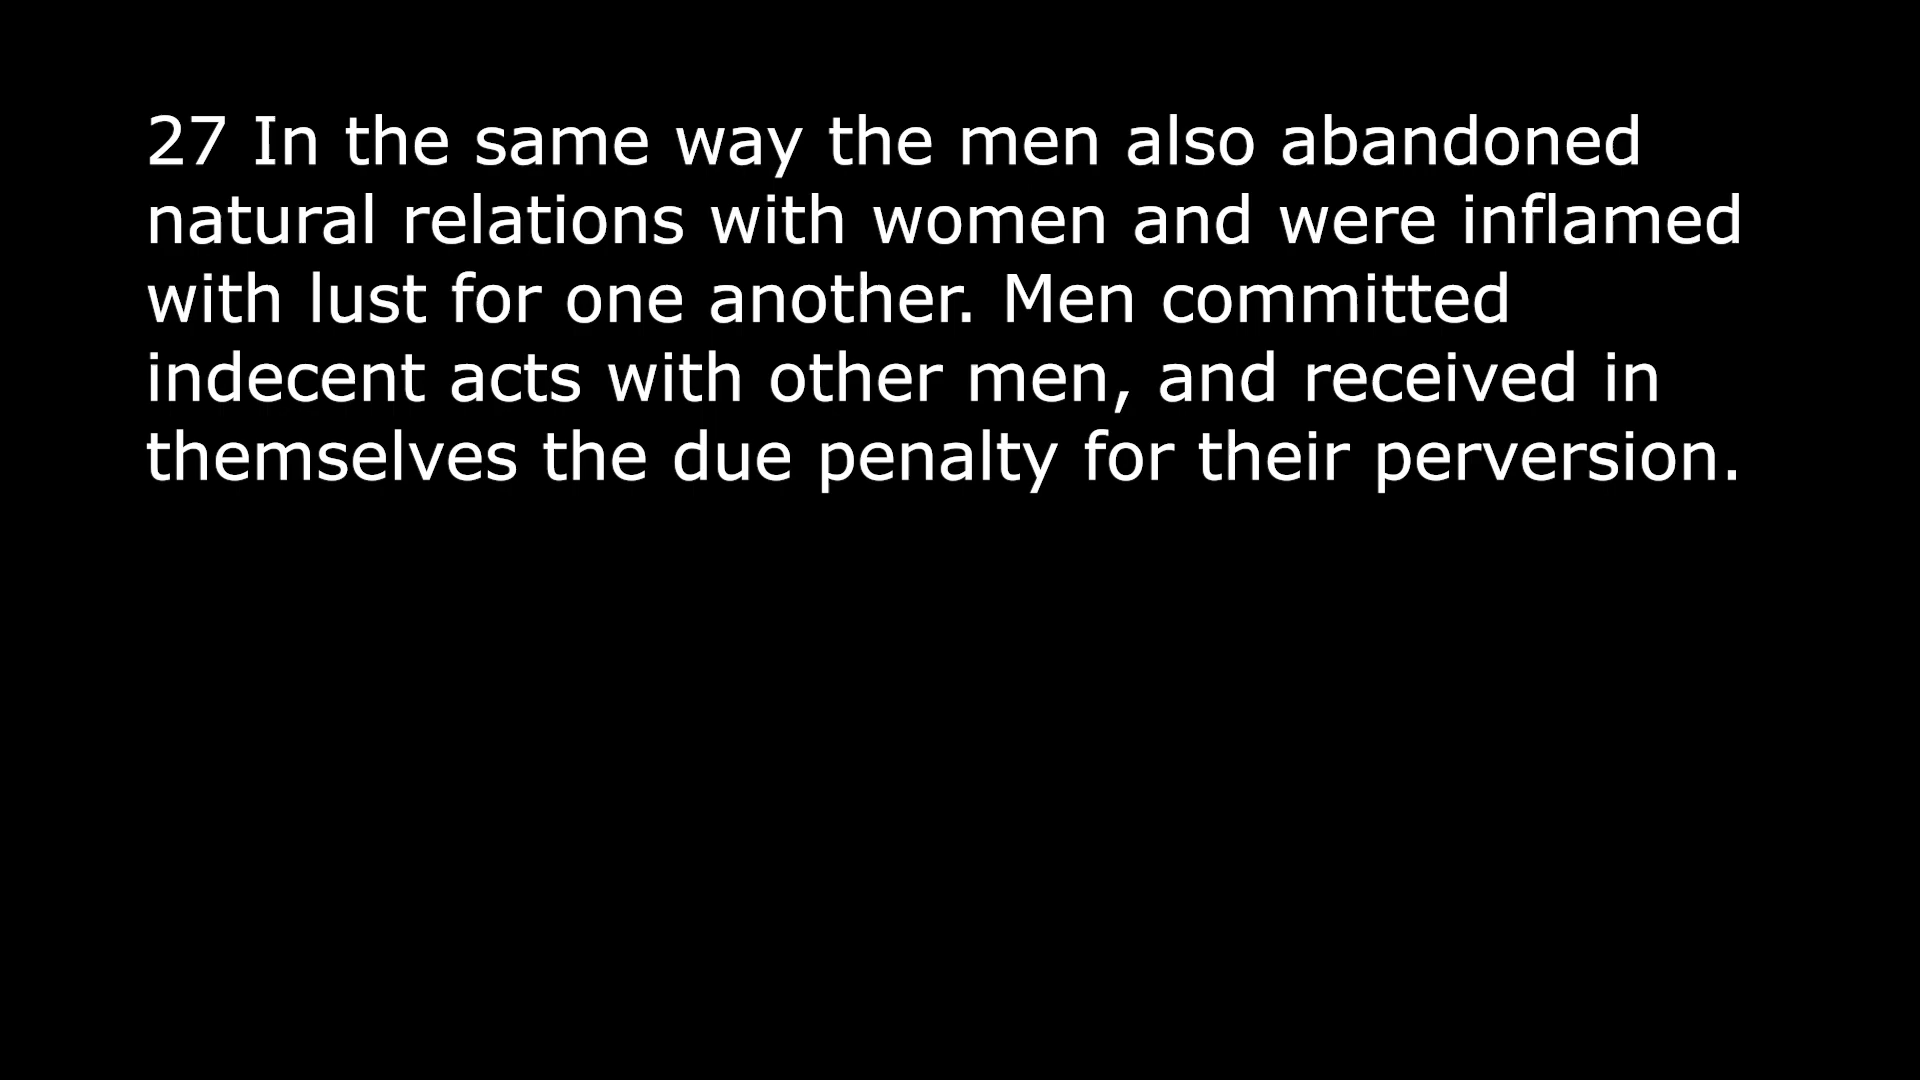 27 In the same way the men also abandoned
natural relations with women and were inflamed
with lust for one another. Men committed
indecent acts with other men, and received in
themselves the due penalty for their perversion.